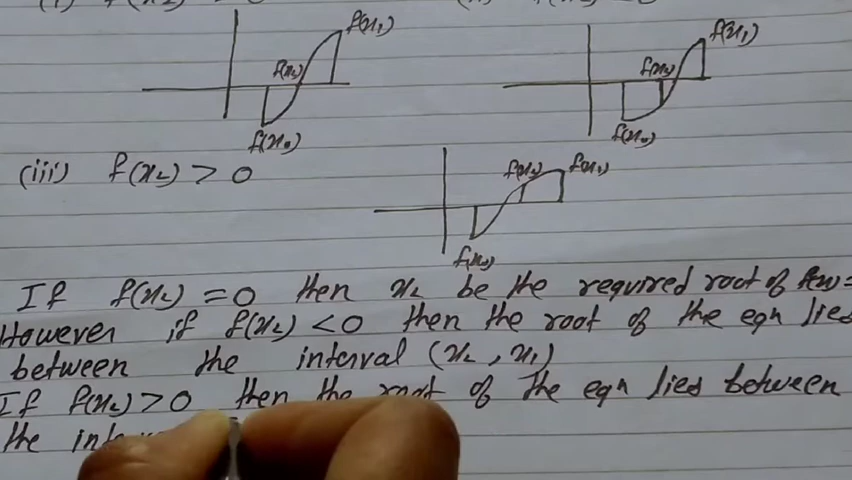 f(x₁)
f(x₂)
f(x₀)
f(x₁)
f(x₂)
f(x₀)
(iii) f(x₂) > 0
f(x₂)
f(x₁)
f(x₀)
If f(x₂) = 0 then x₂ be the required root of f(x) =
However if f(x₂) < 0 then the root of the eqn lies
between the interval (x₂, x₁)
If f(x₂) > 0 then the root of the eqn lies between
the